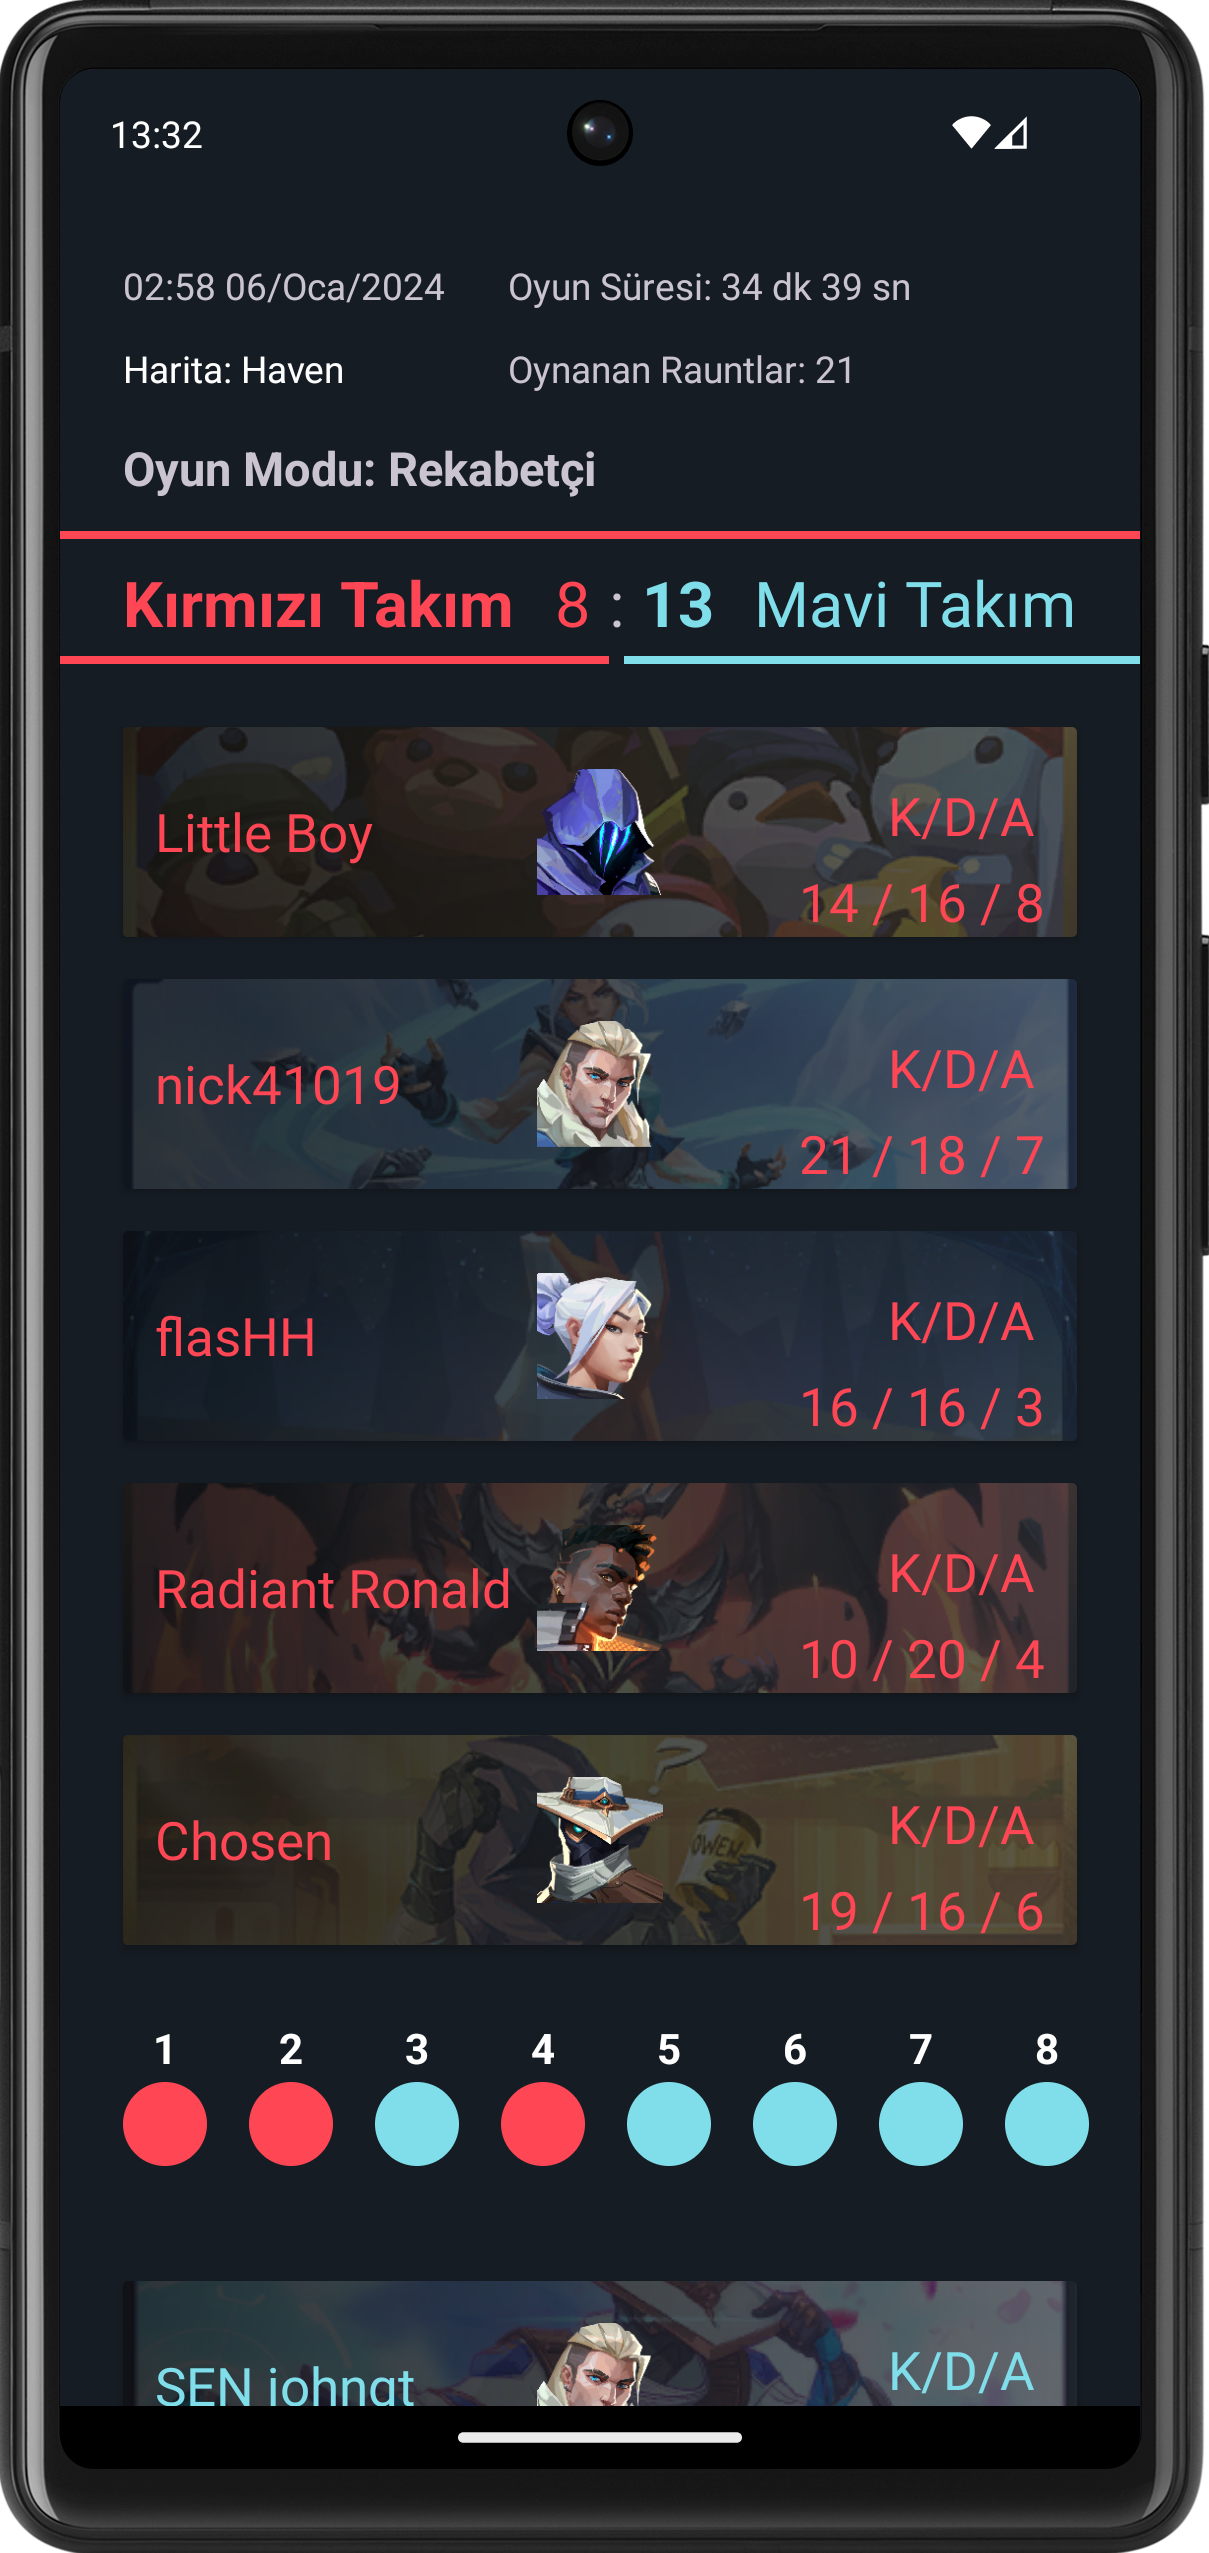 13:32
02:58 06/Oca/2024 Oyun Süresi: 34 dk 39 sn
Harita: Haven Oynanan Rauntlar: 21
Oyun Modu: Rekabetçi
Kırmızı Takım 8 : 13 Mavi Takım
Little Boy
K/D/A
14 / 16 / 8
nick41019
K/D/A
21 / 18 / 7
flasHH
K/D/A
16 / 16 / 3
Radiant Ronald
K/D/A
10 / 20 / 4
Chosen
K/D/A
19 / 16 / 6
1 2 3 4 5 6 7 8
SEN johnqt
K/D/A